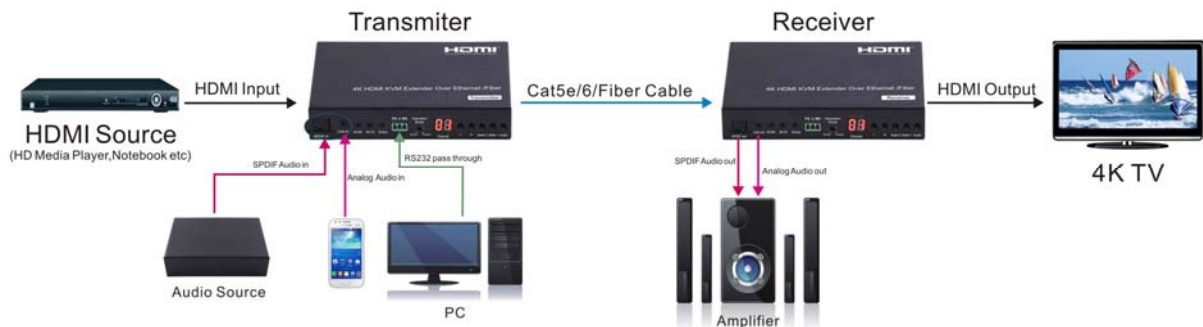 Transmiter
Receiver
HDMI
4K HDMI KVM Extender Over Ethernet /Fiber
Transmitter
HDMI
4K HDMI KVM Extender Over Ethernet /Fiber
Receiver
HDMI Input
Cat5e/6/Fiber Cable
HDMI Output
HDMI Source
(HD Media Player,Notebook etc)
4K TV
SPDIF Audio in
Analog Audio in
RS232 pass through
SPDIF Audio out
Analog Audio out
Audio Source
PC
Amplifier